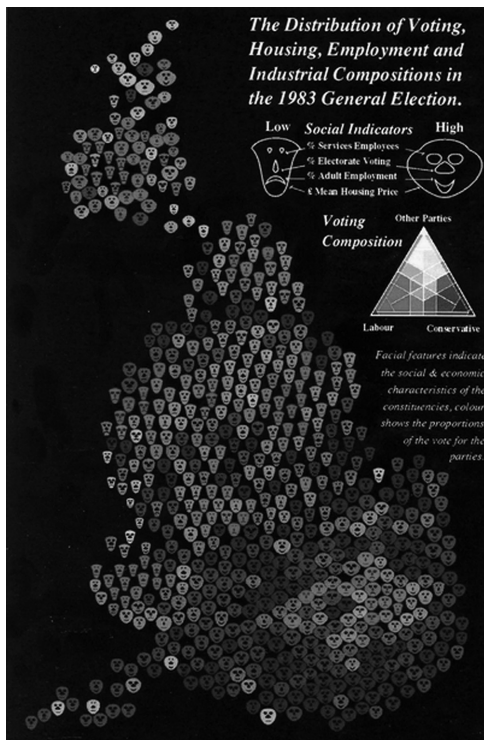 The Distribution of Voting,
Housing, Employment and
Industrial Compositions in
the 1983 General Election.
Low Social Indicators High
% Services Employees
% Electorate Voting
% Adult Employment
£ Mean Housing Price
Voting
Composition
Other Parties
Labour Conservative
Facial features indicate
the social & economic
characteristics of the
constituencies, colour
shows the proportions
of the vote for the
parties.